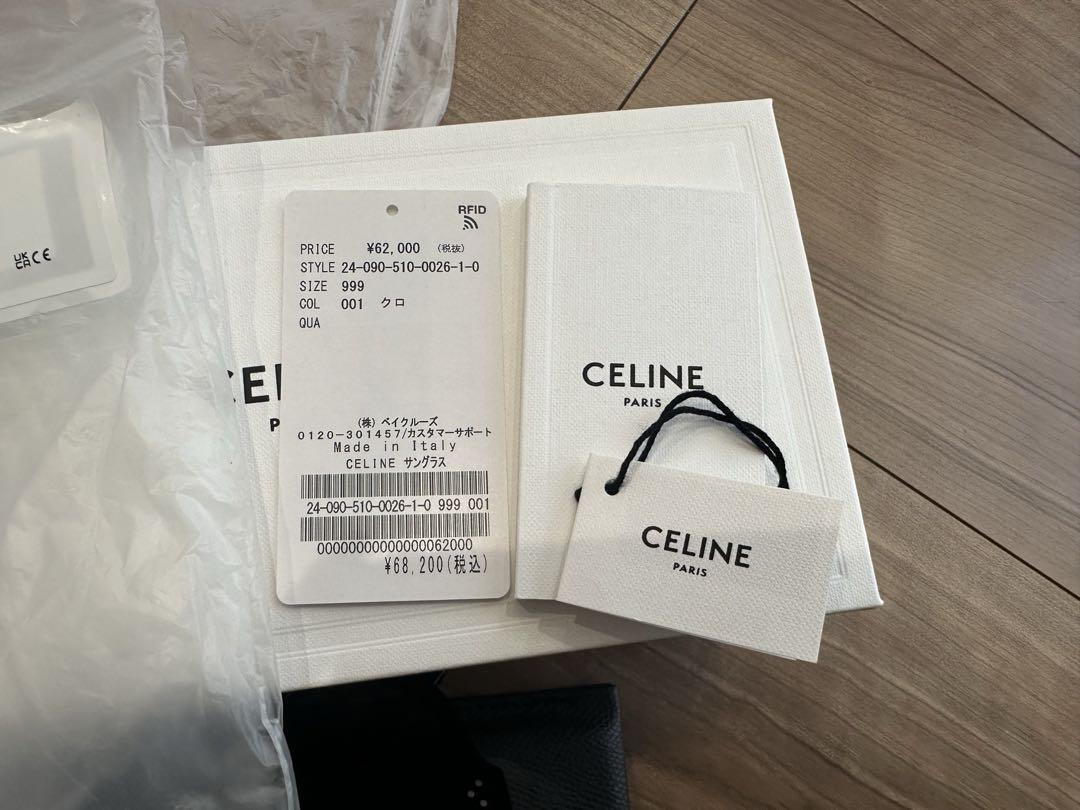 UK
CA CE
RFID
PRICE ¥62,000 (税抜)
STYLE 24-090-510-0026-1-0
SIZE 999
COL 001 クロ
QUA
(株) ベイクルーズ
0120-301457/カスタマーサポート
Made in Italy
CELINE サングラス
24-090-510-0026-1-0 999 001
00000000000000062000
¥68,200(税込)
CEL
P
CELINE
PARIS
CELINE
PARIS